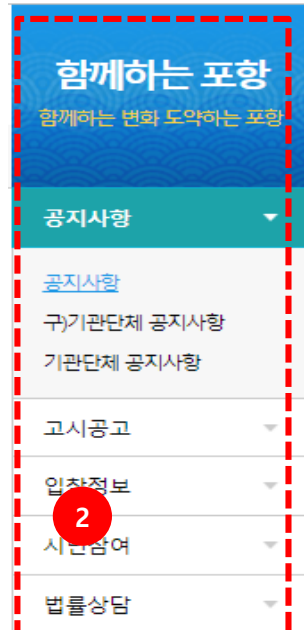 함께하는 포항
함께하는 변화 도약하는 포항
공지사항
공지사항
구)기관단체 공지사항
기관단체 공지사항
고시공고
입찰정보
2
시민참여
법률상담